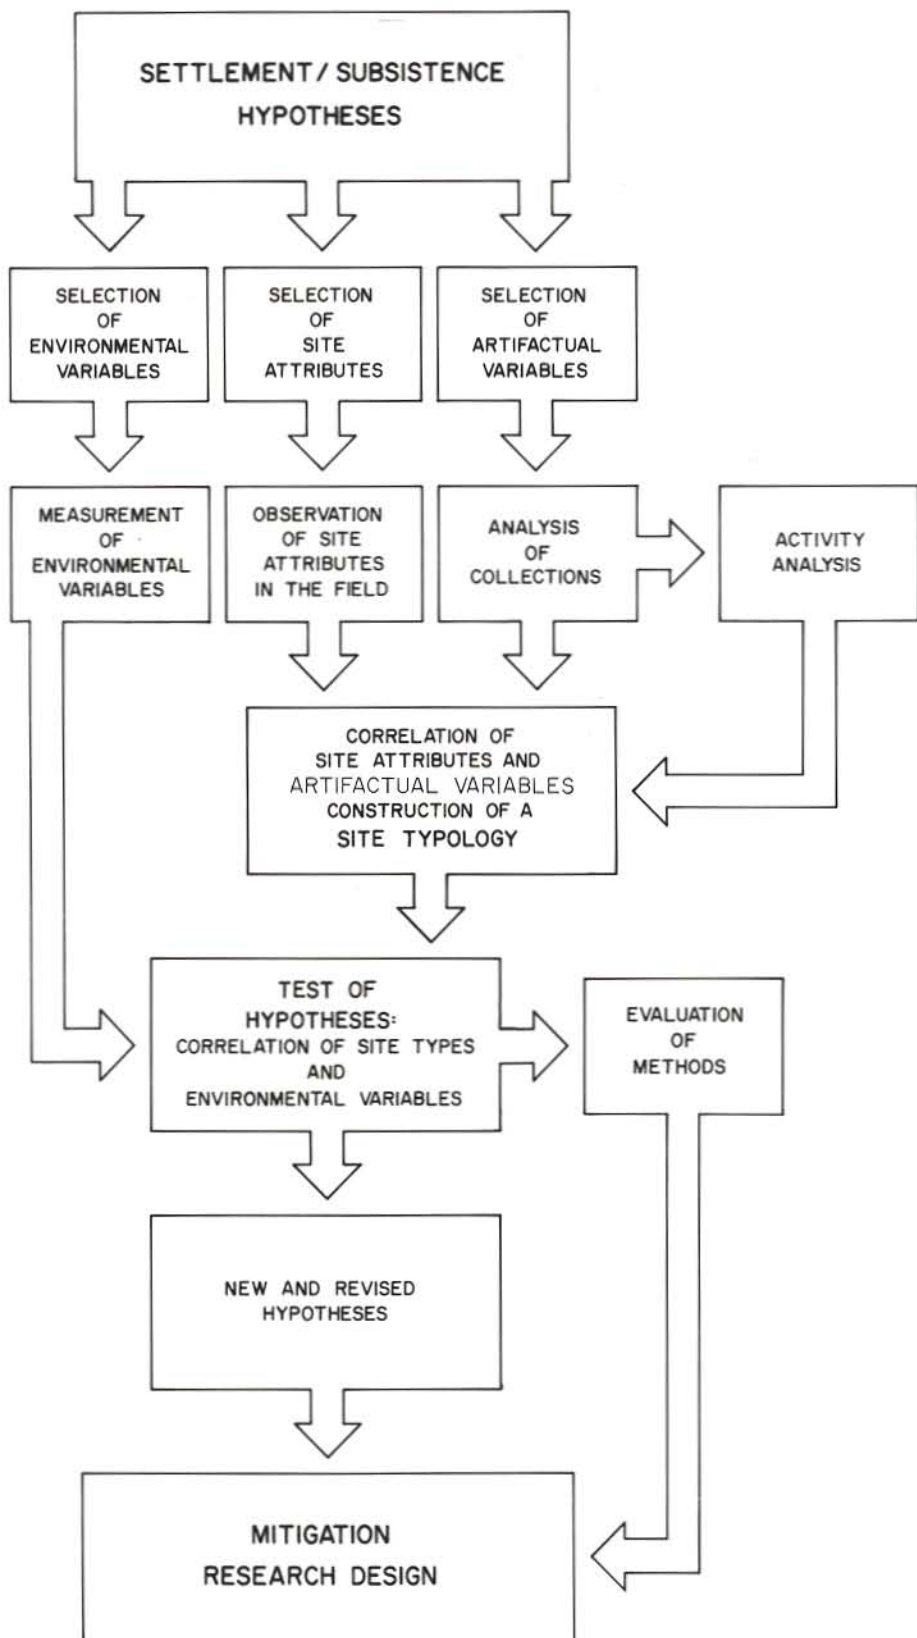 SETTLEMENT / SUBSISTENCE
HYPOTHESES
SELECTION
OF
ENVIRONMENTAL
VARIABLES
SELECTION
OF
SITE
ATTRIBUTES
SELECTION
OF
ARTIFACTUAL
VARIABLES
MEASUREMENT
OF
ENVIRONMENTAL
VARIABLES
OBSERVATION
OF SITE
ATTRIBUTES
IN THE FIELD
ANALYSIS
OF
COLLECTIONS
ACTIVITY
ANALYSIS
CORRELATION OF
SITE ATTRIBUTES AND
ARTIFACTUAL VARIABLES
CONSTRUCTION OF A
SITE TYPOLOGY
TEST OF
HYPOTHESES:
CORRELATION OF SITE TYPES
AND
ENVIRONMENTAL VARIABLES
EVALUATION
OF
METHODS
NEW AND REVISED
HYPOTHESES
MITIGATION
RESEARCH DESIGN